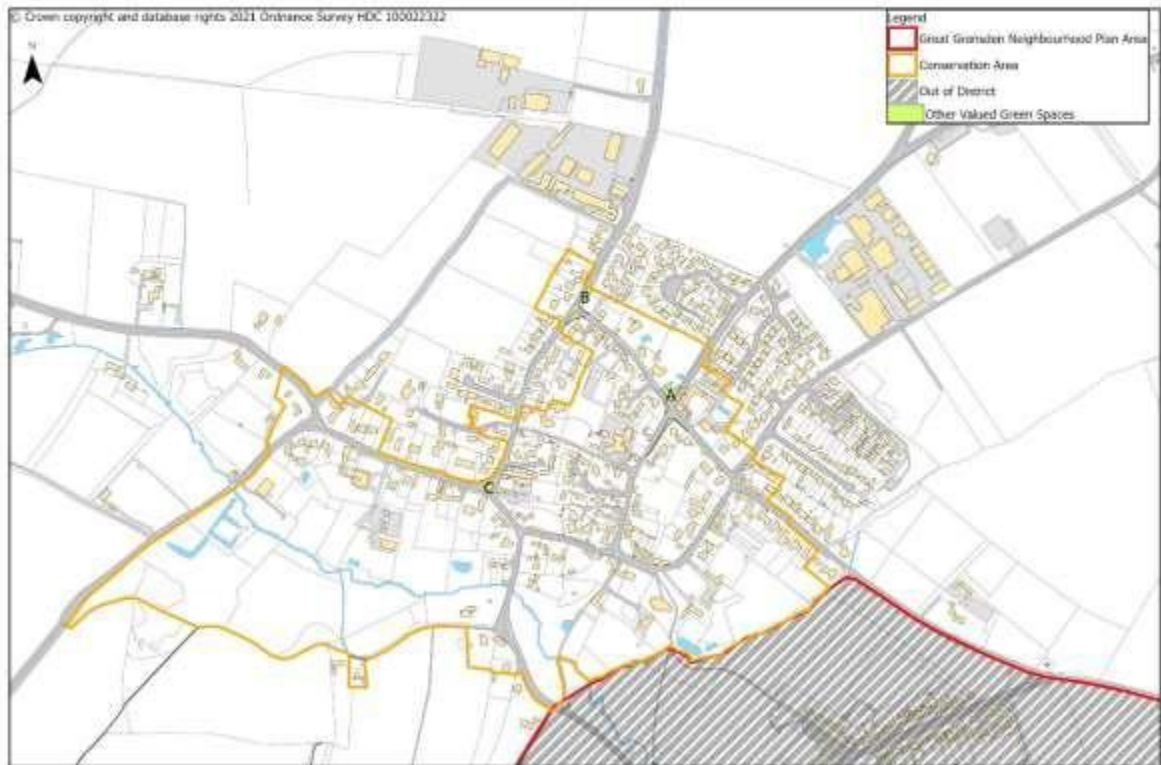 © Crown copyright and database rights 2021 Ordnance Survey HDC 100022322
N
Legend
Great Gransden Neighbourhood Plan Area
Conservation Area
Out of District
Other Valued Green Spaces
B
A
C